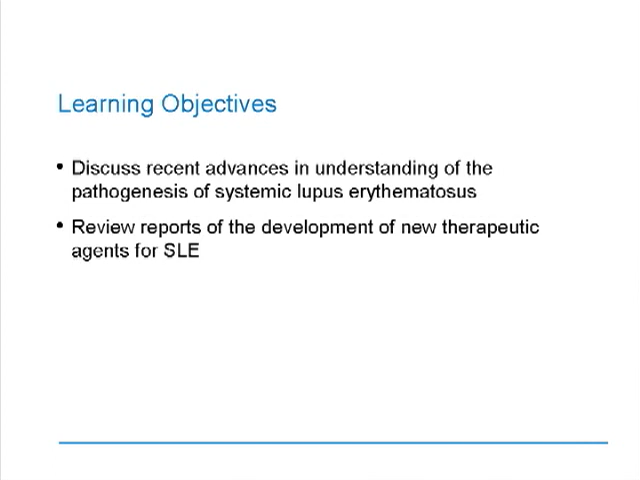 Learning Objectives
• Discuss recent advances in understanding of the
pathogenesis of systemic lupus erythematosus
• Review reports of the development of new therapeutic
agents for SLE